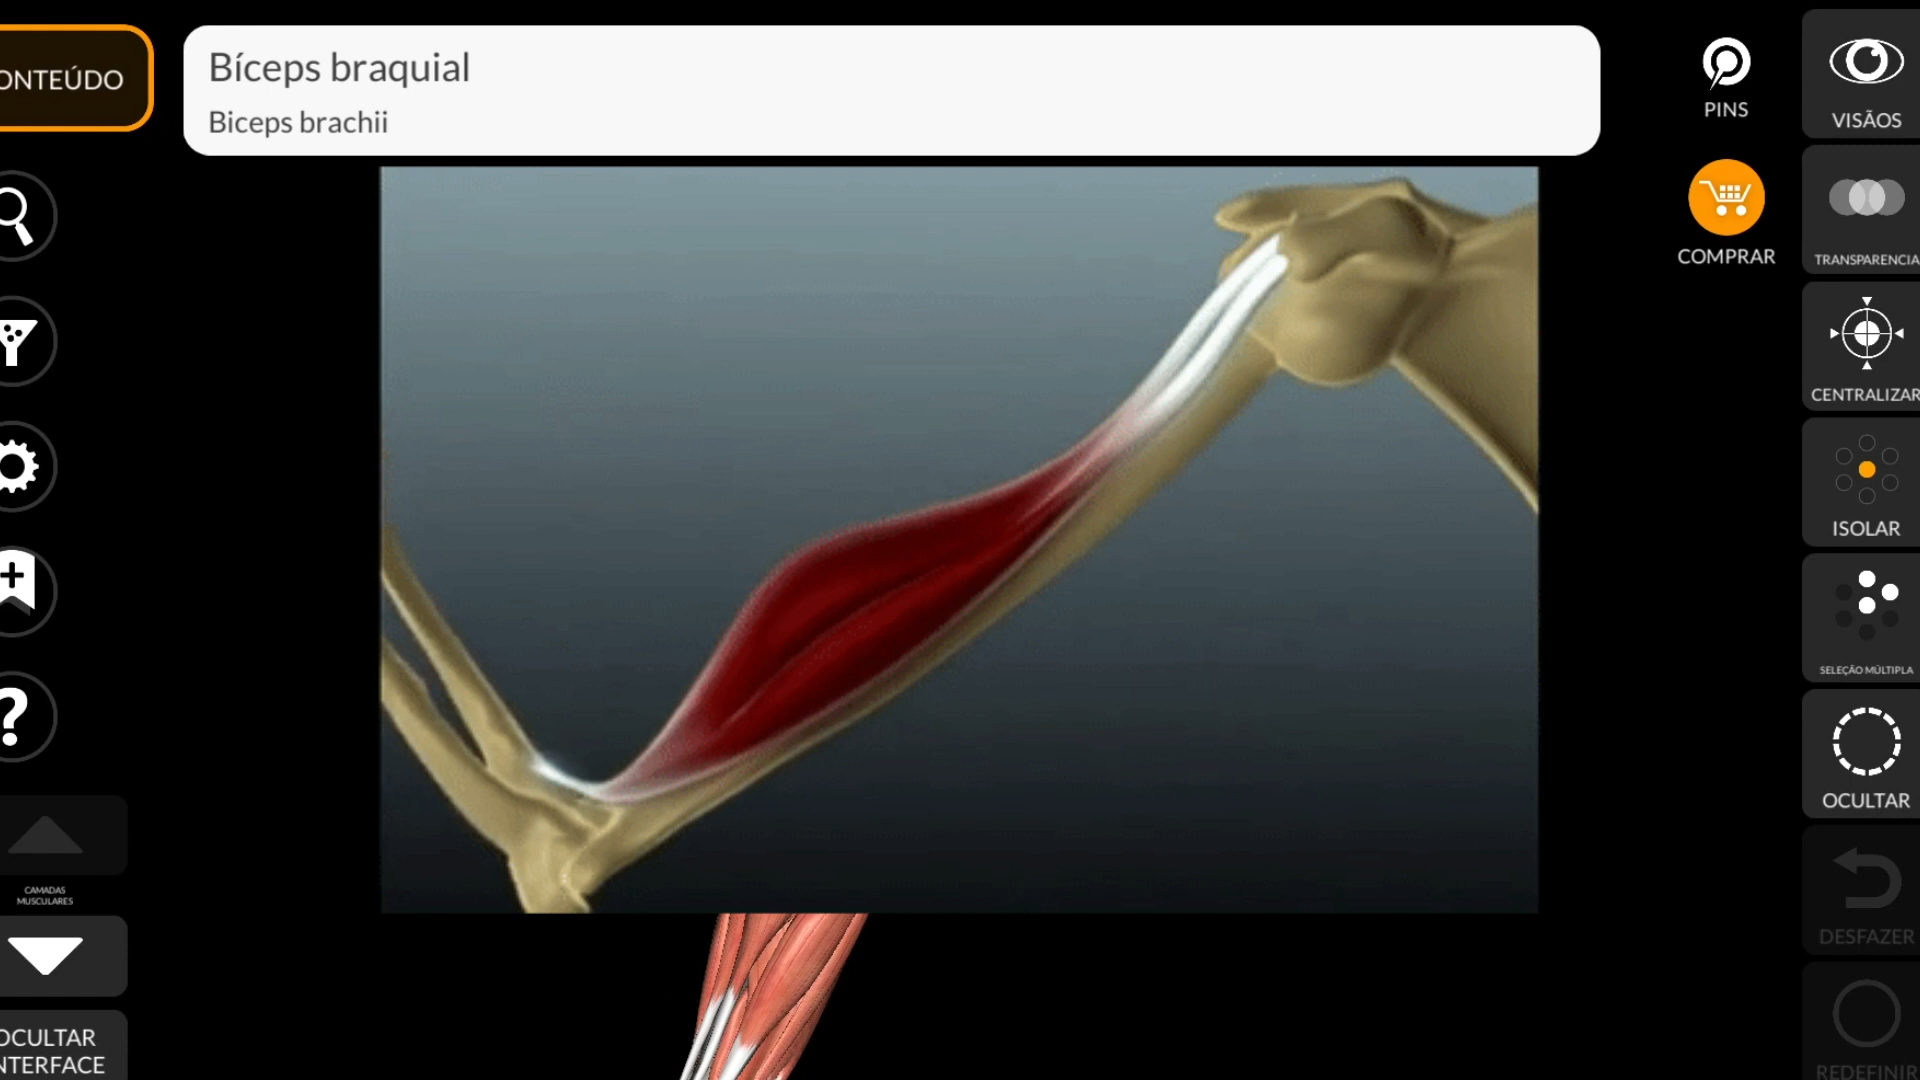 ONTEÚDO
Bíceps braquial
Biceps brachii
PINS
COMPRAR
VISÃOS
TRANSPARENCIA
CENTRALIZAR
ISOLAR
SELEÇÃO MÚLTIPLA
OCULTAR
DESFAZER
REDEFINIR
CAMADAS
MUSCULARES
OCULTAR
NTERFACE